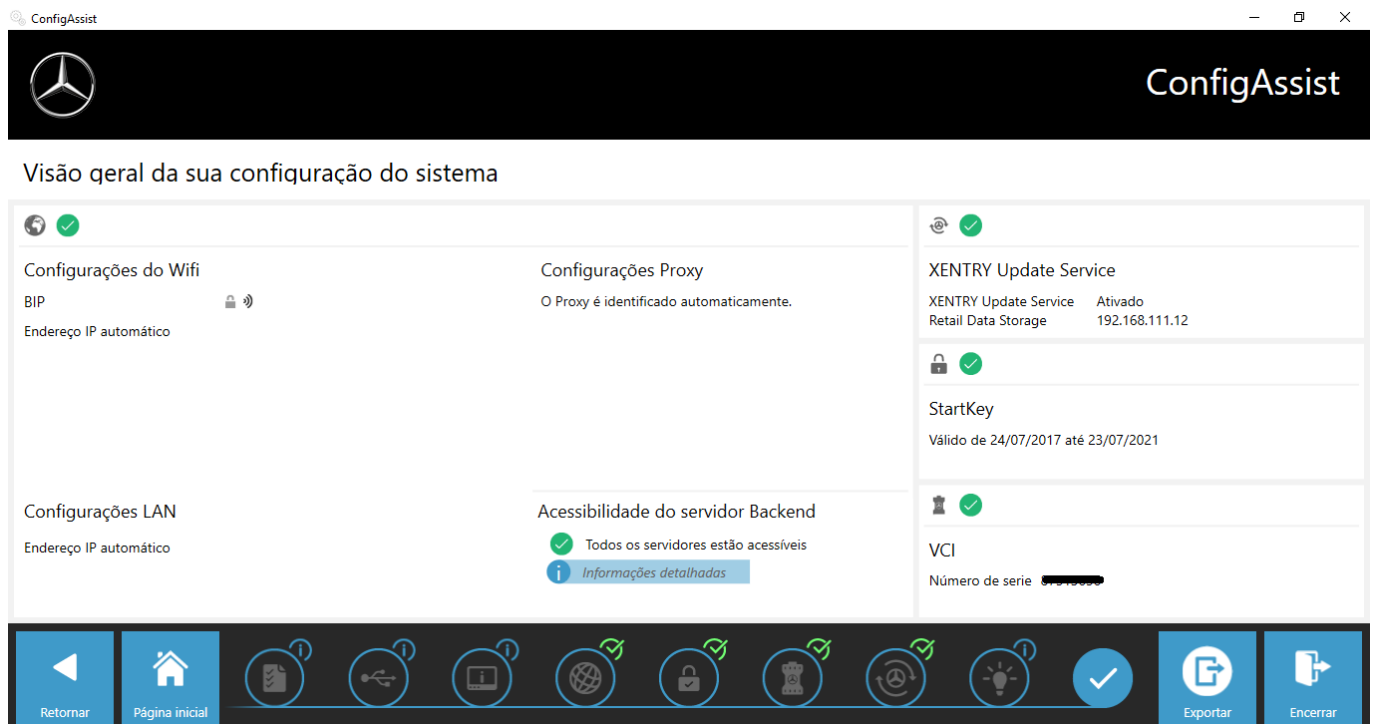 ConfigAssist
ConfigAssist
Visão geral da sua configuração do sistema
Configurações do Wifi
BIP
Endereço IP automático
Configurações Proxy
O Proxy é identificado automaticamente.
Configurações LAN
Endereço IP automático
Acessibilidade do servidor Backend
Todos os servidores estão acessíveis
Informações detalhadas
XENTRY Update Service
XENTRY Update Service Ativado
Retail Data Storage 192.168.111.12
StartKey
Válido de 24/07/2017 até 23/07/2021
VCI
Número de serie
Retornar
Página inicial
Exportar
Encerrar